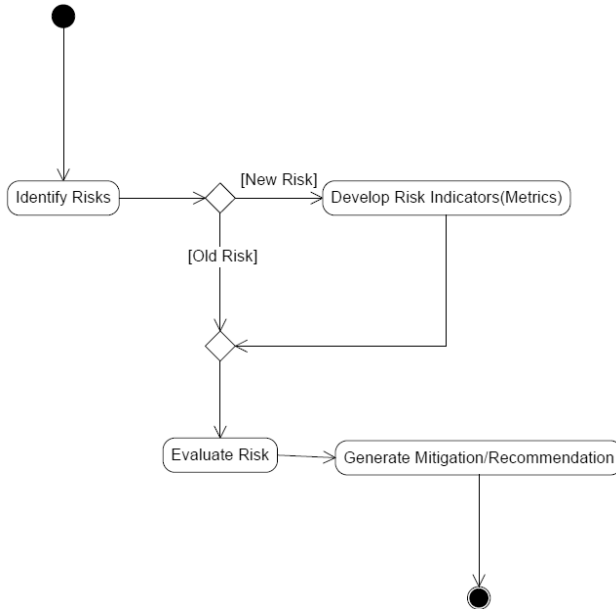 [New Risk]
Identify Risks
Develop Risk Indicators(Metrics)
[Old Risk]
Evaluate Risk
Generate Mitigation/Recommendation